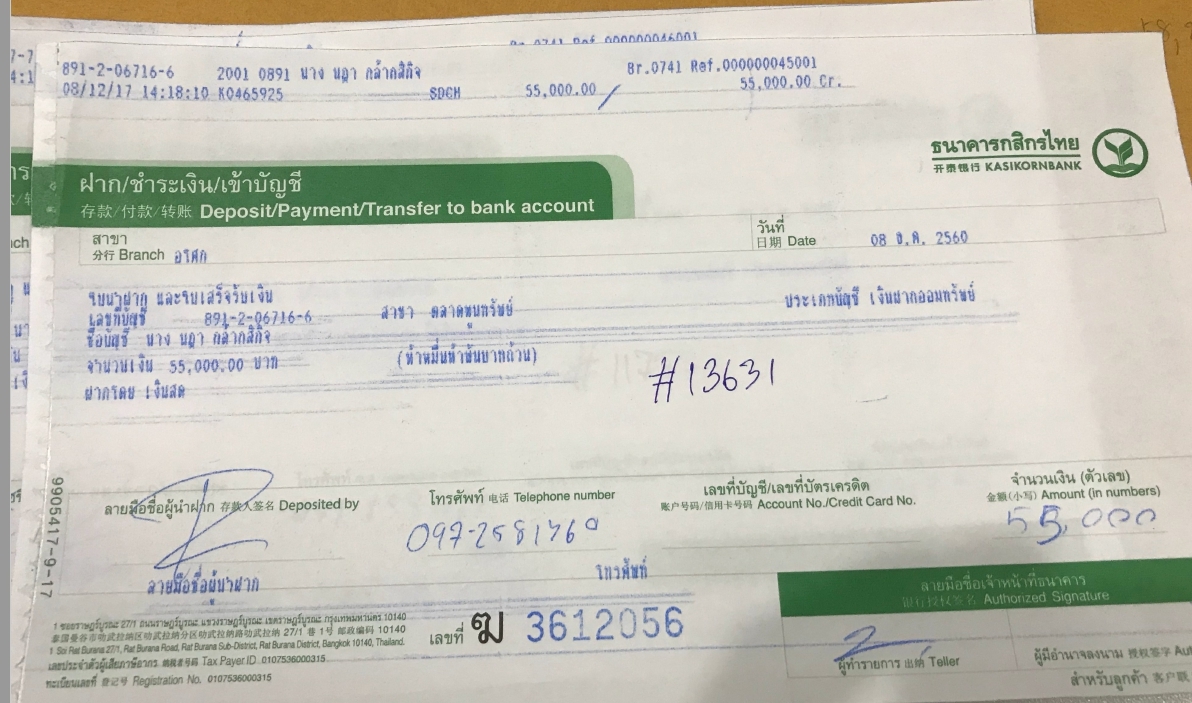 Br.0741 Ref.000000046001
891-2-06716-6 2001 0891 นาง นฎา กล้ากสิกิจ Br.0741 Ref.000000045001
08/12/17 14:18:10 K0465925 SDCH 55,000.00 55,000.00 Cr.
ธนาคารกสิกรไทย
开泰银行 KASIKORNBANK
ฝาก/ชำระเงิน/เข้าบัญชี
存款/付款/转账 Deposit/Payment/Transfer to bank account
สาขา วันที่
分行 Branch อโศก 日期 Date 08 ธ.ค. 2560
ใบนำฝาก และใบเสร็จรับเงิน
เลขที่บัญชี 891-2-06716-6 สาขา ตลาดพูนทรัพย์ ประเภทบัญชี เงินฝากออมทรัพย์
ชื่อบัญชี นาง นฎา กล้ากสิกิจ
จำนวนเงิน 55,000.00 บาท (ห้าหมื่นห้าพันบาทถ้วน)
ฝากโดย เงินสด
#13631
ลายมือชื่อผู้นำฝาก 存款人签名 Deposited by
โทรศัพท์ 电话 Telephone number
097-2581760
เลขที่บัญชี/เลขที่บัตรเครดิต
账户号码/信用卡号码 Account No./Credit Card No.
จำนวนเงิน (ตัวเลข)
金额(小写) Amount (in numbers)
55,000
9905417-9-17
ลายมือชื่อผู้นำฝาก โทรศัพท์
1 ซอยราษฎร์บูรณะ 27/1 ถนนราษฎร์บูรณะ แขวงราษฎร์บูรณะ เขตราษฎร์บูรณะ กรุงเทพมหานคร 10140
泰国曼谷市叻武拉纳区叻武拉纳分区叻武拉纳路叻武拉纳 27/1 巷 1 号 邮政编码 10140
1 Soi Rat Burana 27/1, Rat Burana Road, Rat Burana Sub-District, Rat Burana District, Bangkok 10140, Thailand.
เลขประจำตัวผู้เสียภาษีอากร 纳税者号码 Tax Payer ID 0107536000315
ทะเบียนเลขที่ 登记号 Registration No. 0107536000315
เลขที่ ฆ 3612056
ลายมือชื่อเจ้าหน้าที่ธนาคาร
银行授权签名 Authorized Signature
ผู้ทำรายการ 出纳 Teller
ผู้มีอำนาจลงนาม 授权签字
สำหรับลูกค้า 客户联